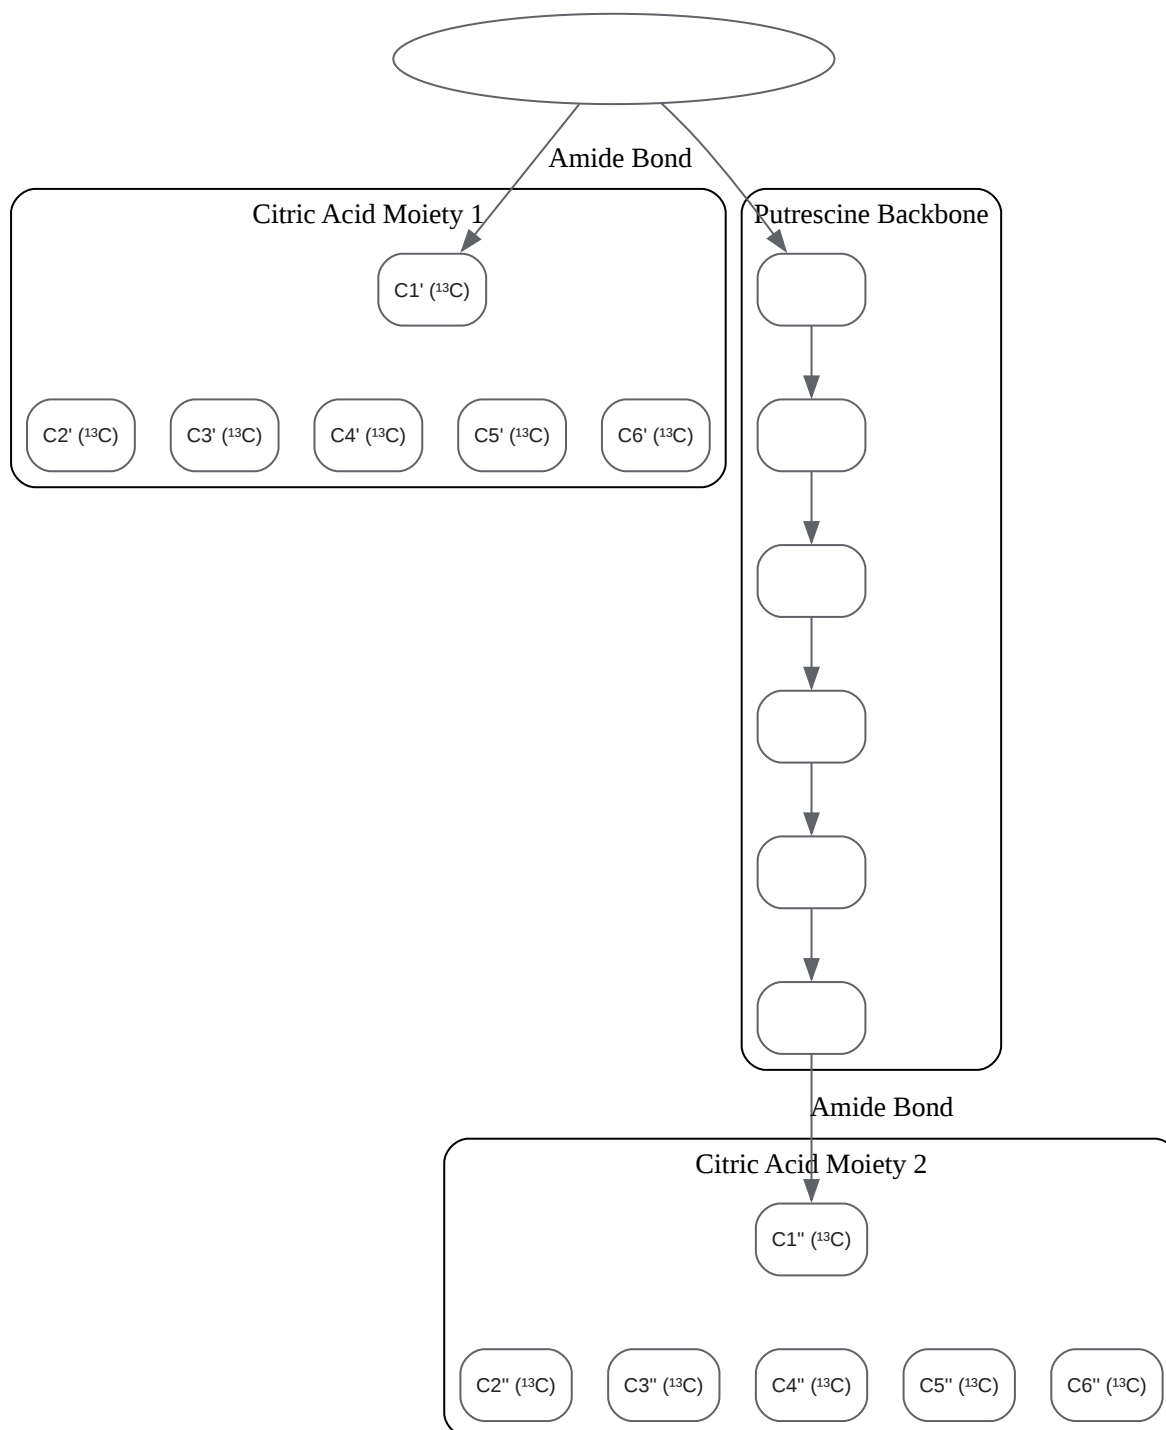 Amide Bond
Citric Acid Moiety 1
Putrescine Backbone
C1' (¹³C)
C2' (¹³C)
C3' (¹³C)
C4' (¹³C)
C5' (¹³C)
C6' (¹³C)
Amide Bond
Citric Acid Moiety 2
C1'' (¹³C)
C2'' (¹³C)
C3'' (¹³C)
C4'' (¹³C)
C5'' (¹³C)
C6'' (¹³C)